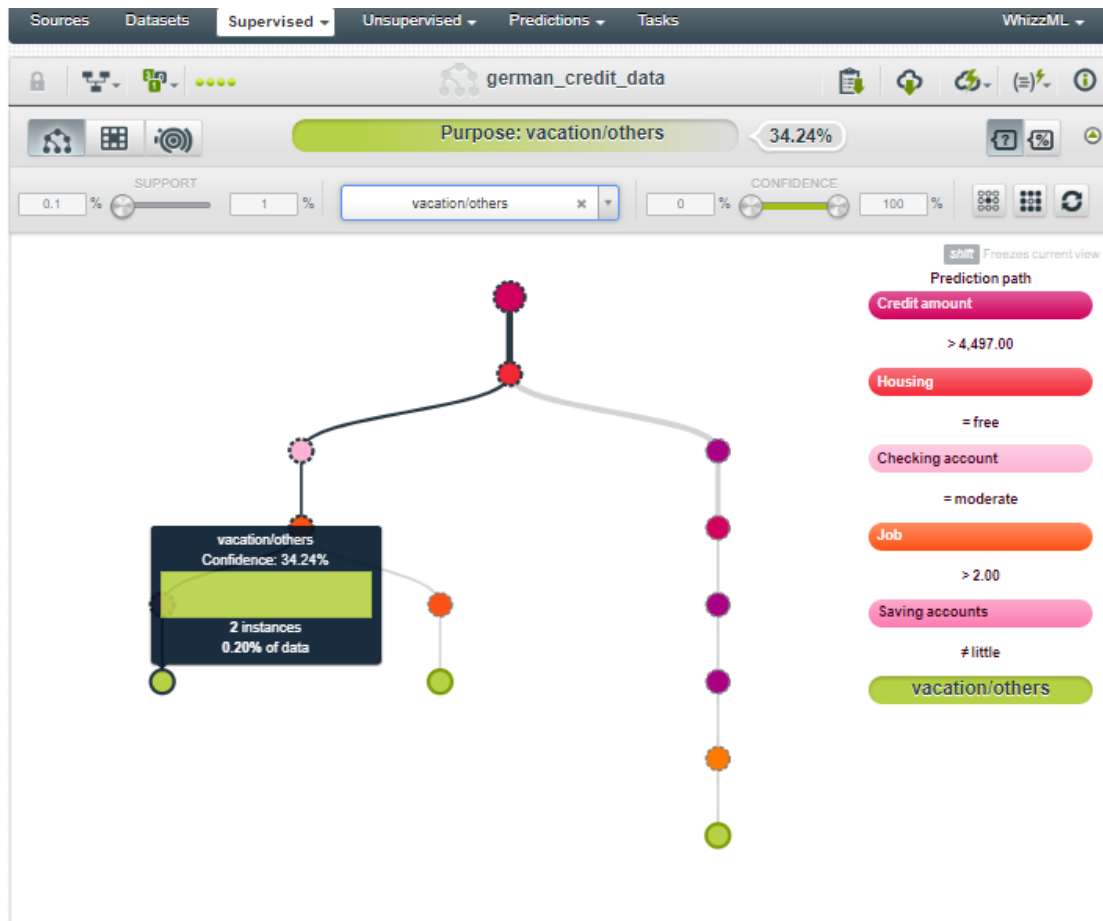 Sources Datasets Supervised Unsupervised Predictions Tasks WhizzML
german_credit_data
Purpose: vacation/others 34.24%
SUPPORT CONFIDENCE
0.1 % 1 % vacation/others × 0 % 100 %
shift Freezes current view
Prediction path
Credit amount
> 4,497.00
Housing
= free
Checking account
= moderate
Job
> 2.00
Saving accounts
≠ little
vacation/others
vacation/others
Confidence: 34.24%
2 instances
0.20% of data